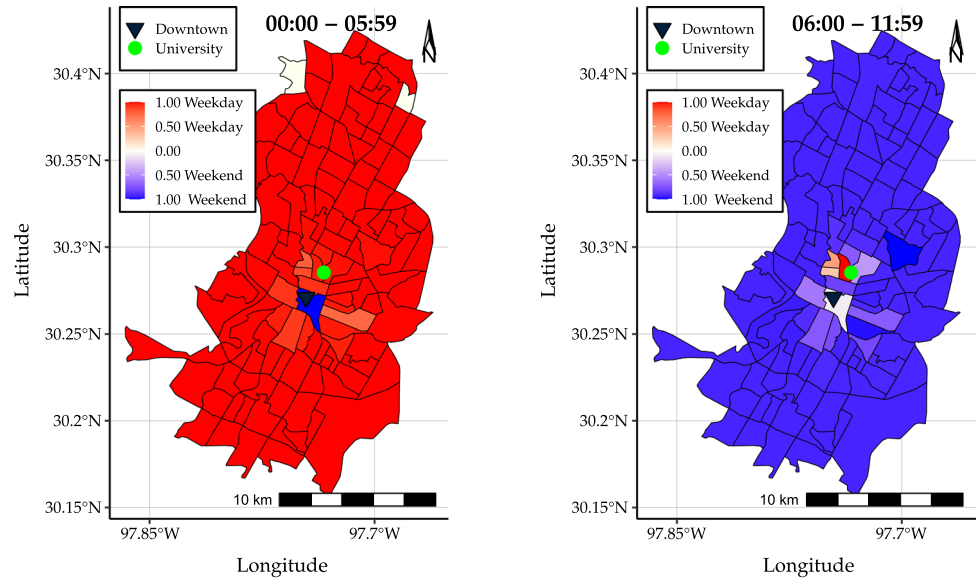 00:00 – 05:59
Downtown
University
1.00 Weekday
0.50 Weekday
0.00
0.50 Weekend
1.00 Weekend
30.4°N
30.35°N
30.3°N
30.25°N
30.2°N
30.15°N
Latitude
10 km
97.85°W
97.7°W
Longitude
06:00 – 11:59
Downtown
University
1.00 Weekday
0.50 Weekday
0.00
0.50 Weekend
1.00 Weekend
30.4°N
30.35°N
30.3°N
30.25°N
30.2°N
30.15°N
Latitude
10 km
97.85°W
97.7°W
Longitude